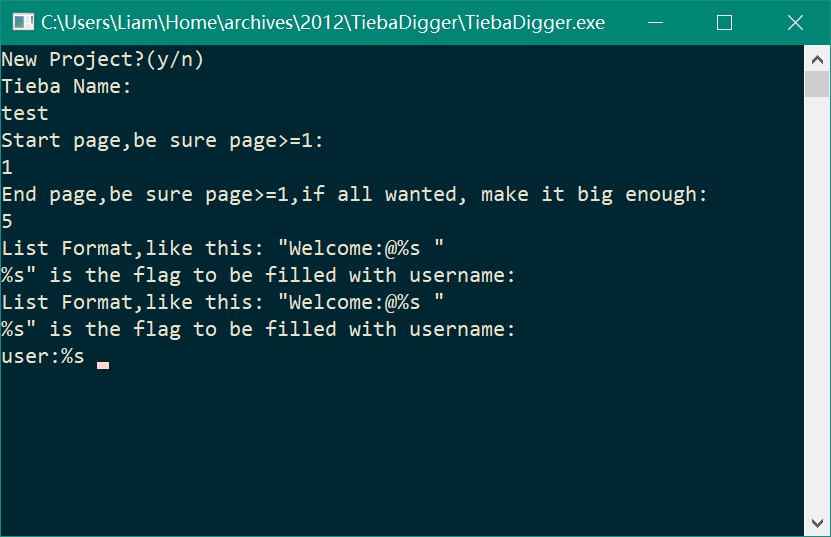 C:\Users\Liam\Home\archives\2012\TiebaDigger\TiebaDigger.exe
New Project?(y/n)
Tieba Name:
test
Start page,be sure page>=1:
1
End page,be sure page>=1,if all wanted, make it big enough:
5
List Format,like this: "Welcome:@%s "
%s" is the flag to be filled with username:
List Format,like this: "Welcome:@%s "
%s" is the flag to be filled with username:
user:%s